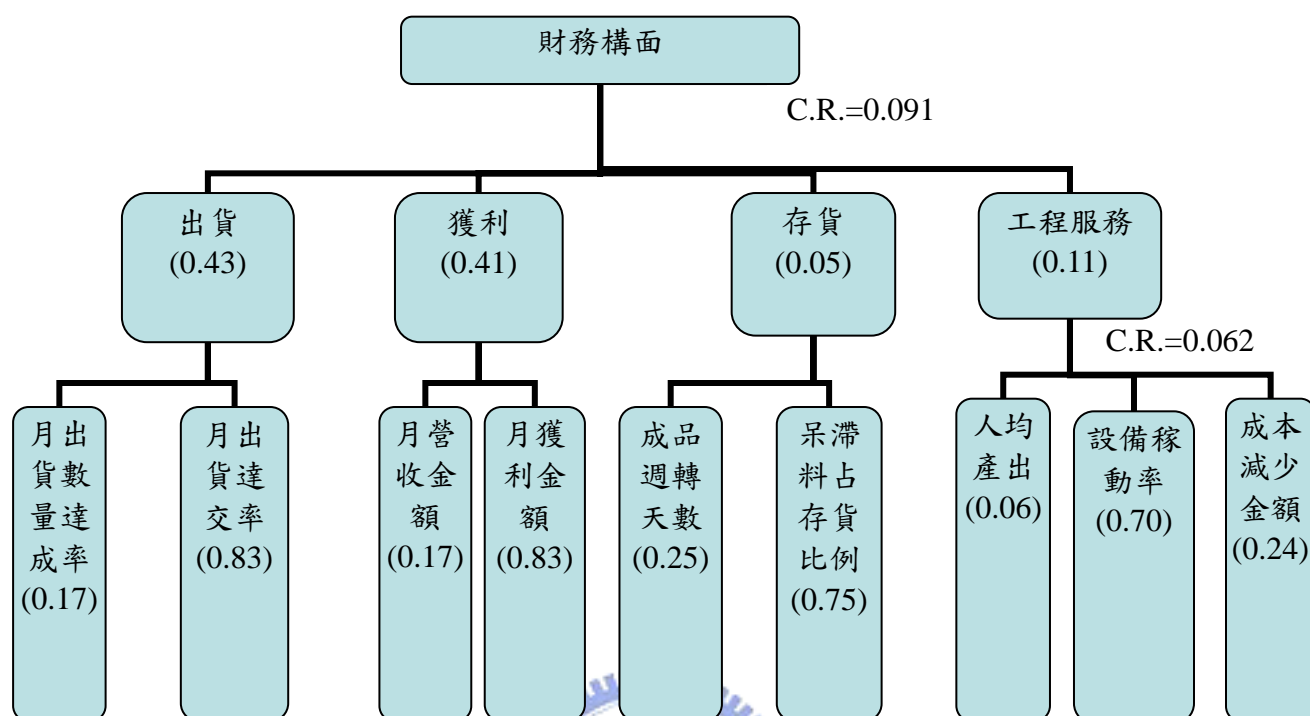 財務構面
C.R.=0.091
出貨
(0.43)
獲利
(0.41)
存貨
(0.05)
工程服務
(0.11)
C.R.=0.062
月出
貨數
量達
成率
(0.17)
月出
貨達
交率
(0.83)
月營
收金
額
(0.17)
月獲
利金
額
(0.83)
成品
週轉
天數
(0.25)
呆滯
料占
存貨
比例
(0.75)
人均
產出
(0.06)
設備稼
動率
(0.70)
成本
減少
金額
(0.24)